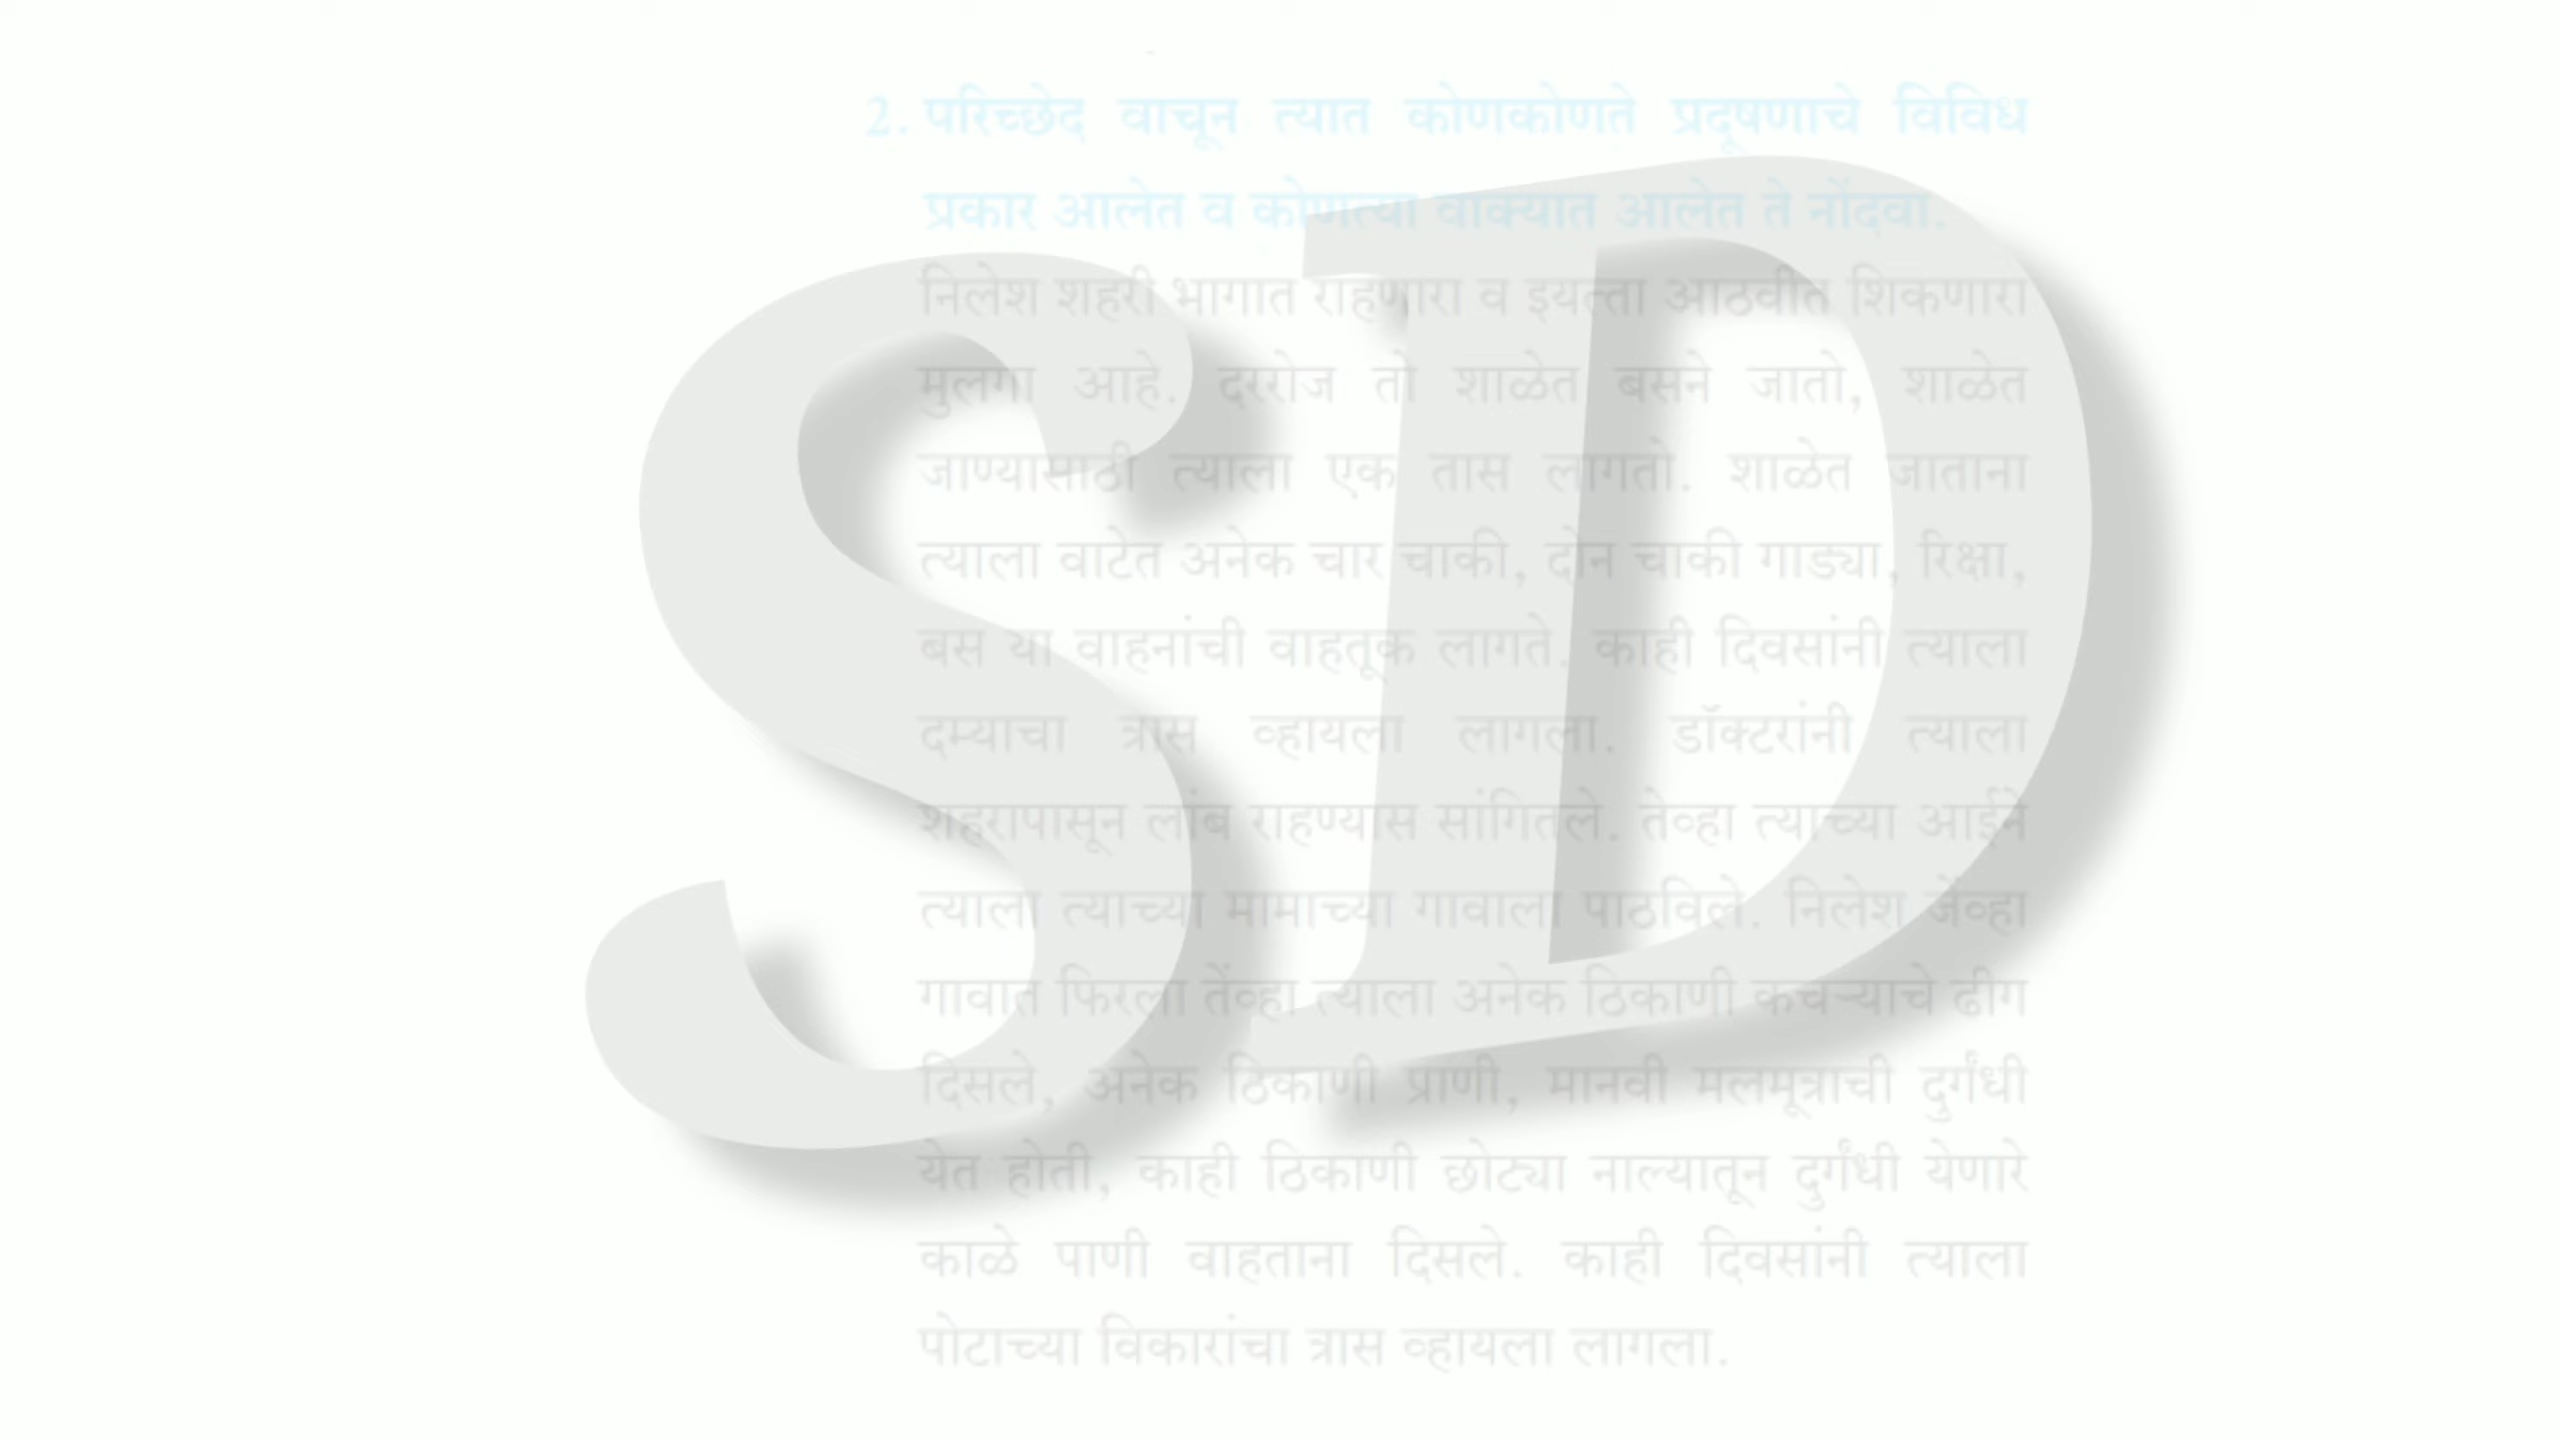 2. परिच्छेद वाचून त्यात कोणकोणते प्रदूषणाचे विविध
प्रकार आलेत व कोणत्या वाक्यात आलेत ते नोंदवा.
निलेश शहरी भागात राहणारा व इयत्ता आठवीत शिकणारा
मुलगा आहे. दररोज तो शाळेत बसने जातो, शाळेत
जाण्यासाठी त्याला एक तास लागतो. शाळेत जाताना
त्याला वाटेत अनेक चार चाकी, दोन चाकी गाड्या, रिक्षा,
बस या वाहनांची वाहतूक लागते. काही दिवसांनी त्याला
दम्याचा त्रास व्हायला लागला. डॉक्टरांनी त्याला
शहरापासून लांब राहण्यास सांगितले. तेव्हा त्याच्या आईने
त्याला त्याच्या मामाच्या गावाला पाठविले. निलेश जेंव्हा
गावात फिरला तेंव्हा त्याला अनेक ठिकाणी कचऱ्याचे ढीग
दिसले, अनेक ठिकाणी प्राणी, मानवी मलमूत्राची दुर्गंधी
येत होती, काही ठिकाणी छोट्या नाल्यातून दुर्गंधी येणारे
काळे पाणी वाहताना दिसले. काही दिवसांनी त्याला
पोटाच्या विकारांचा त्रास व्हायला लागला.
SD